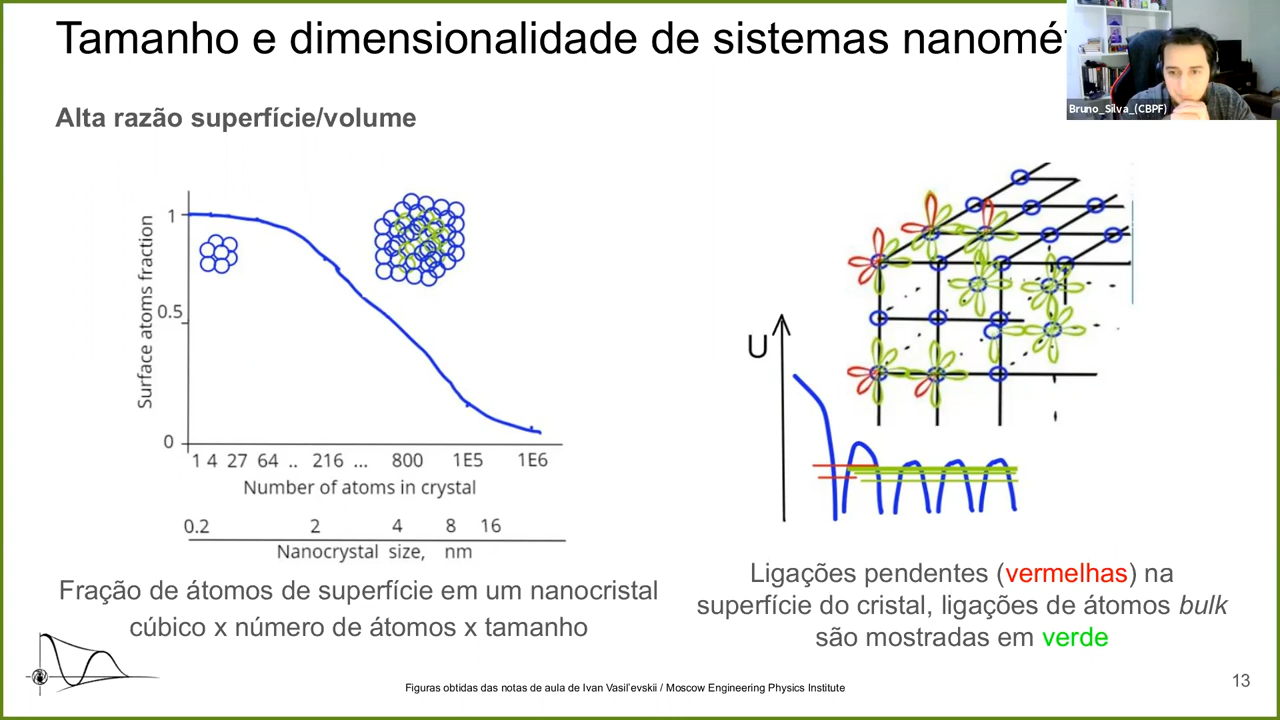 Tamanho e dimensionalidade de sistemas
Bruno_Silva_(CBPF)
Alta razão superfície/volume
Surface atoms fraction
1
0.5
0
1 4 27 64 .. 216 ... 800 1E5 1E6
Number of atoms in crystal
0.2 2 4 8 16
Nanocrystal size, nm
Fração de átomos de superfície em um nanocristal
cúbico x número de átomos x tamanho
U
Ligações pendentes (vermelhas) na
superfície do cristal, ligações de átomos bulk
são mostradas em verde
Figuras obtidas das notas de aula de Ivan Vasil'evskii / Moscow Engineering Physics Institute
13